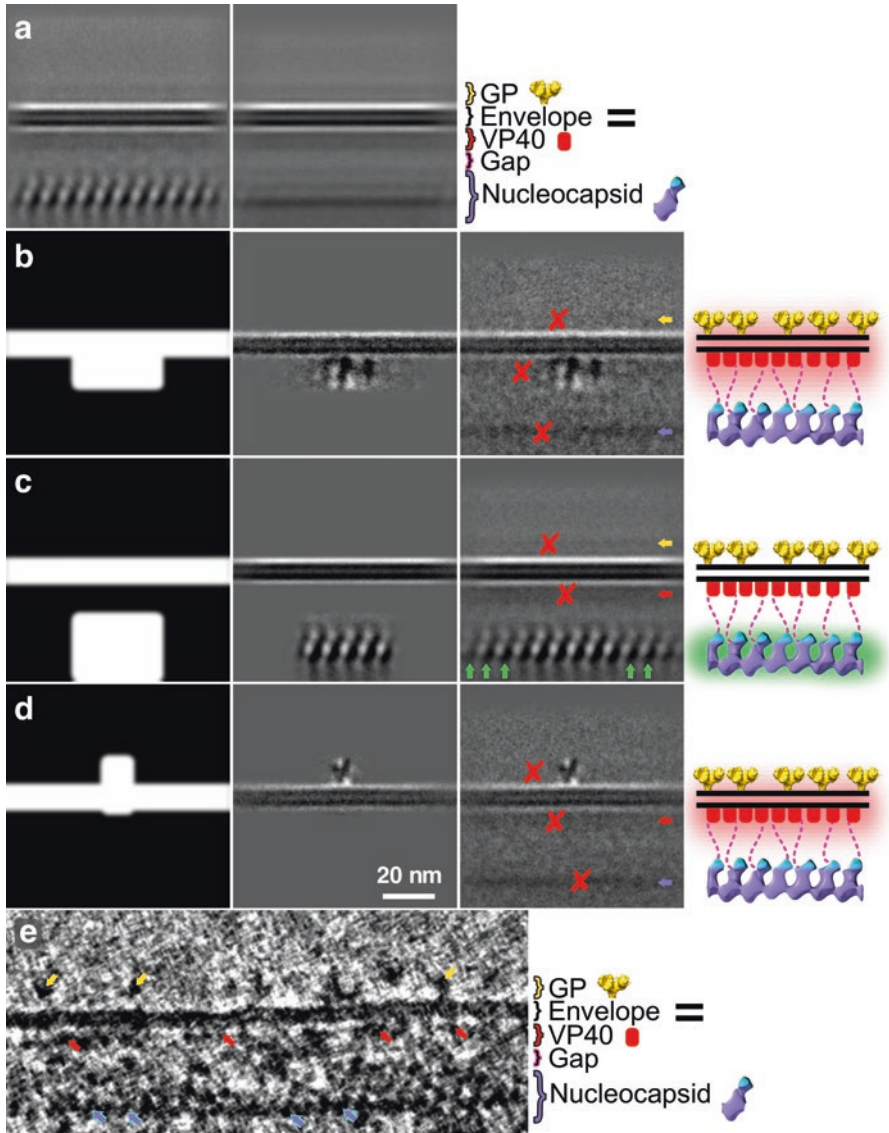 a
GP
Envelope
VP40
Gap
Nucleocapsid
b
c
d
20 nm
e
GP
Envelope
VP40
Gap
Nucleocapsid